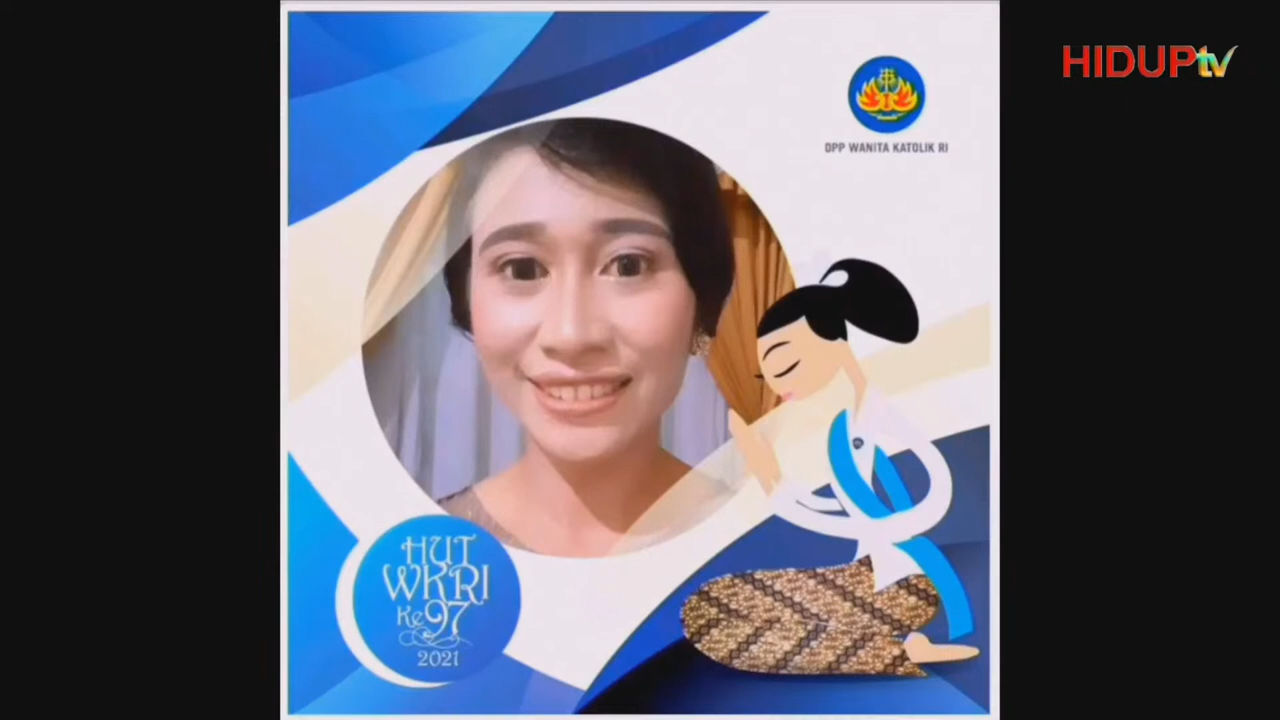 HIDUPtv
DPP WANITA KATOLIK RI
HUT
WKRI
Ke 97
2021